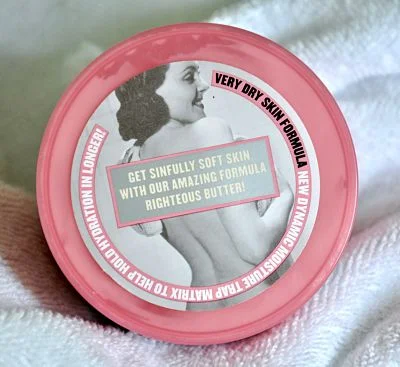 VERY DRY SKIN FORMULA
NEW DYNAMIC MOISTURE TRAP MATRIX TO HELP HOLD HYDRATION IN LONGER!
GET SINFULLY SOFT SKIN
WITH OUR AMAZING FORMULA
RIGHTEOUS BUTTER!